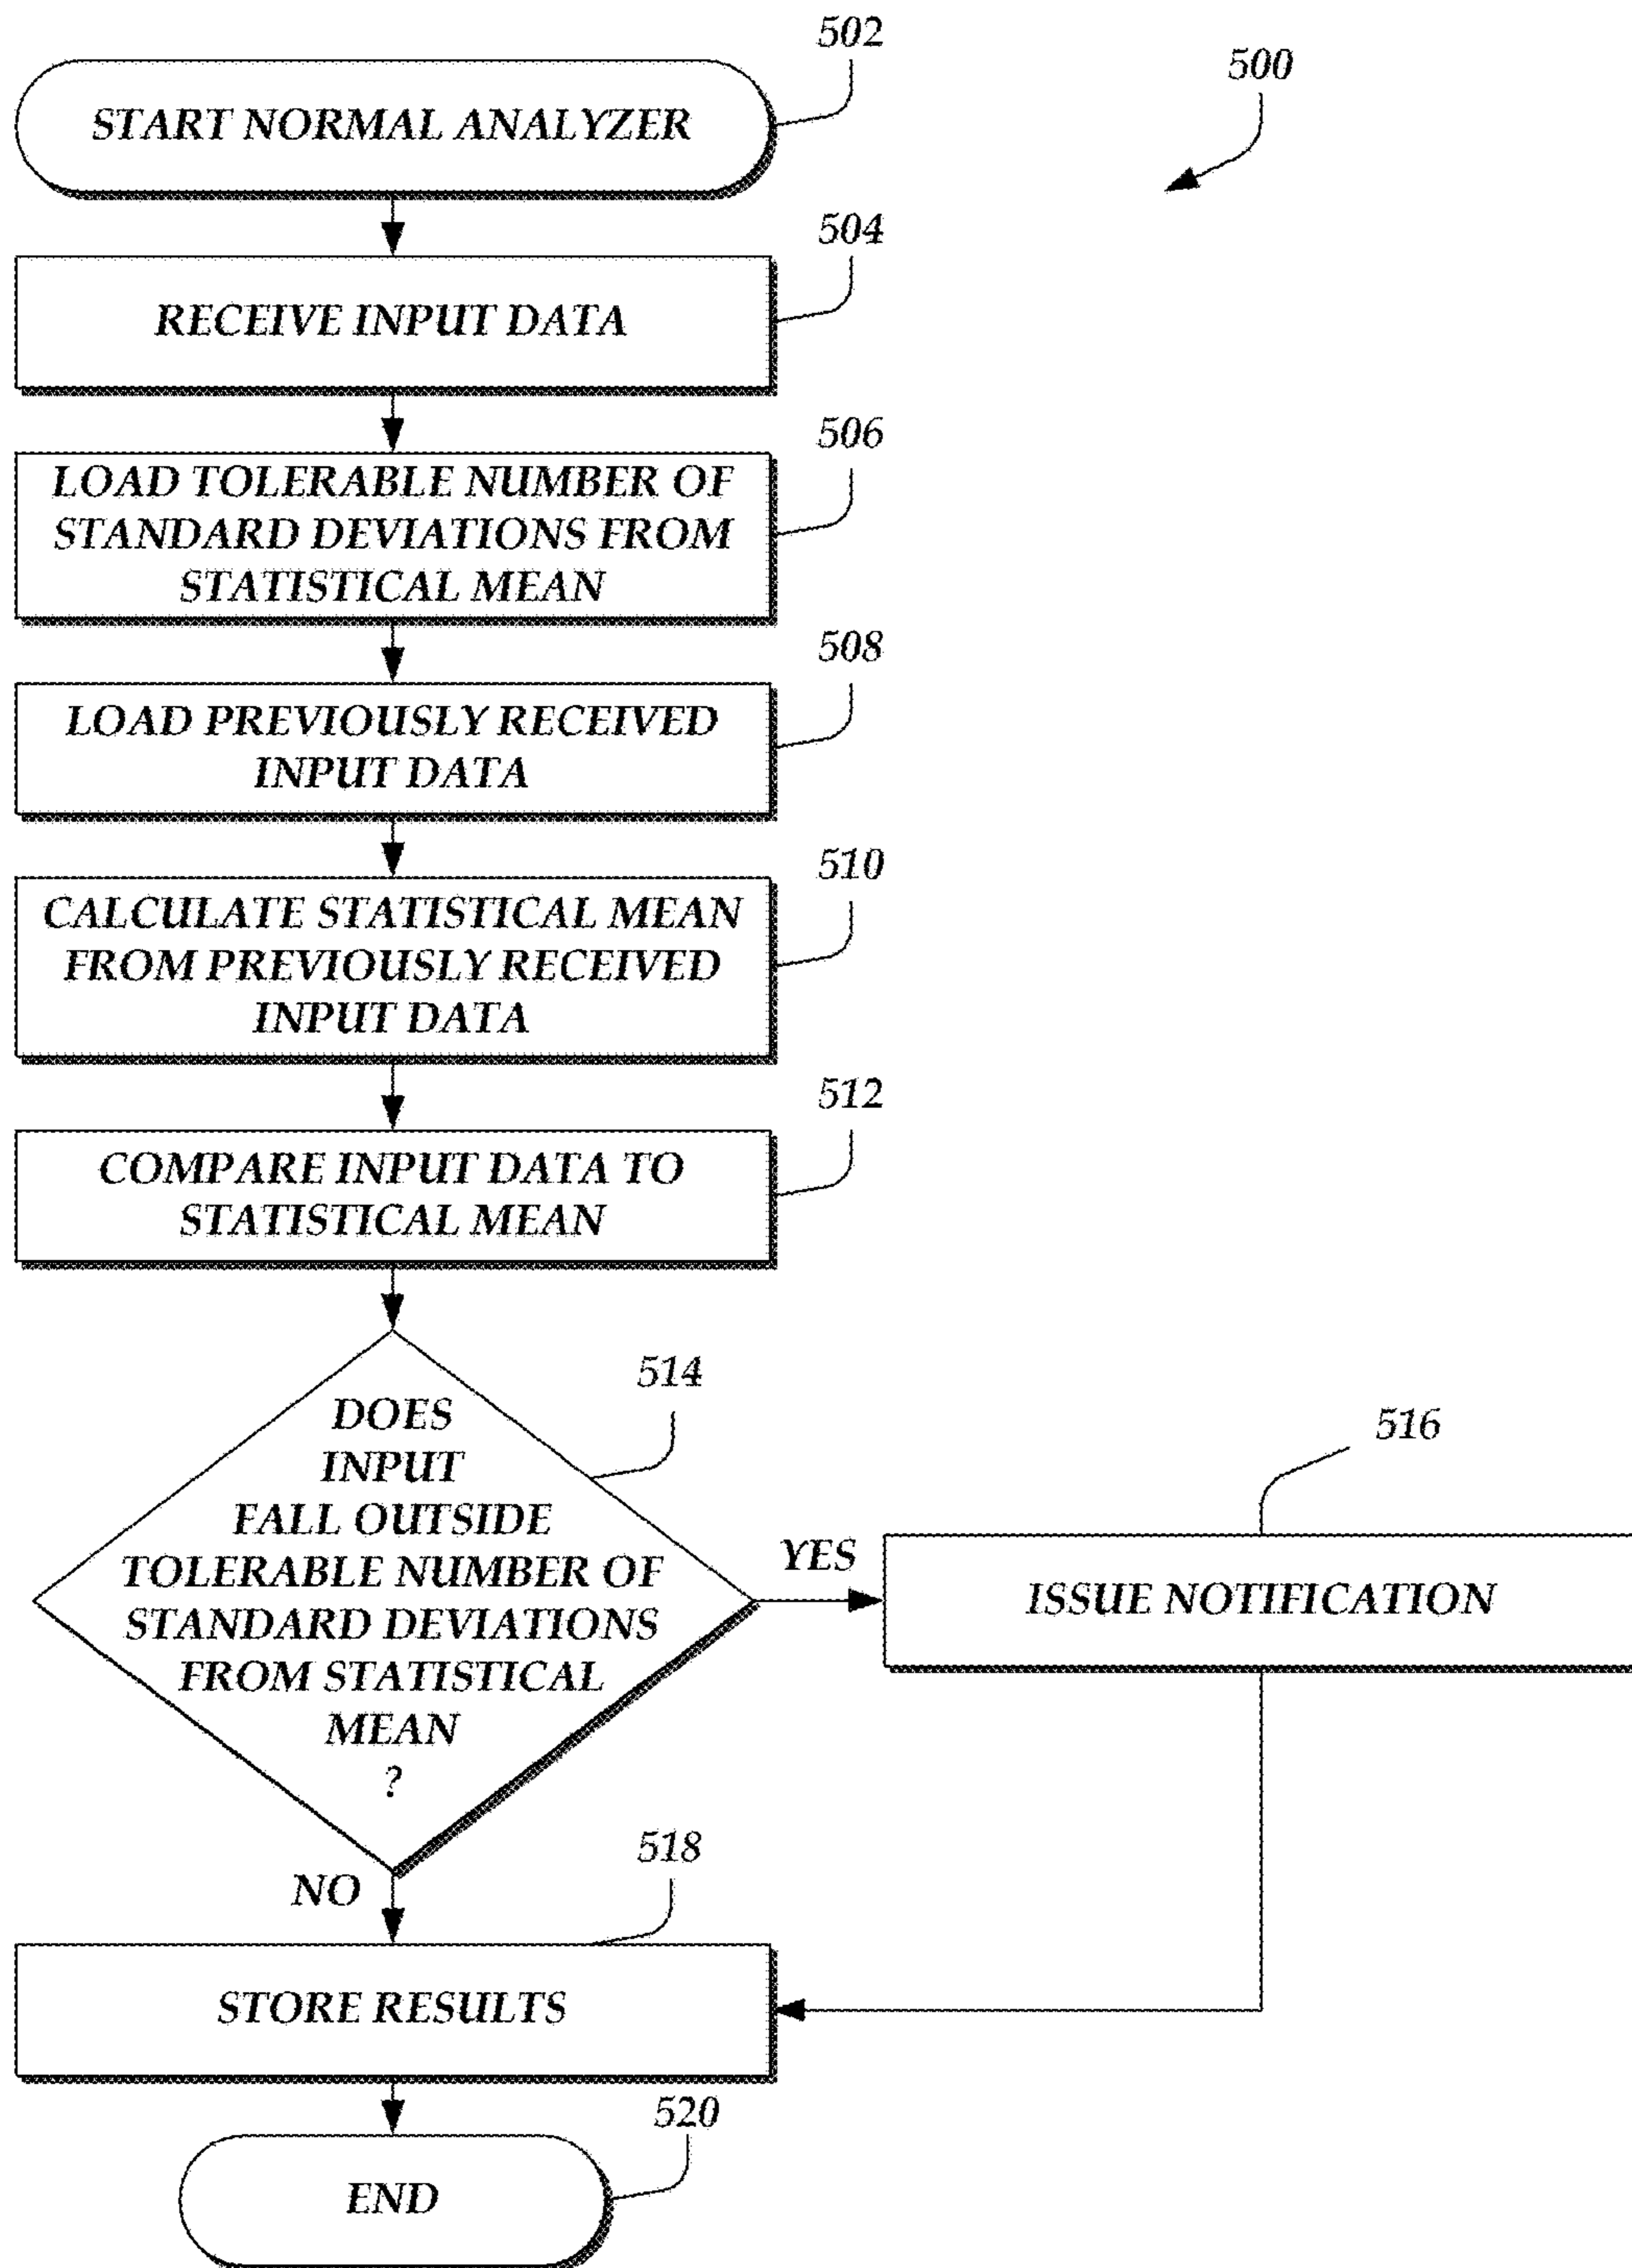 502
500
START NORMAL ANALYZER
504
RECEIVE INPUT DATA
506
LOAD TOLERABLE NUMBER OF
STANDARD DEVIATIONS FROM
STATISTICAL MEAN
508
LOAD PREVIOUSLY RECEIVED
INPUT DATA
510
CALCULATE STATISTICAL MEAN
FROM PREVIOUSLY RECEIVED
INPUT DATA
512
COMPARE INPUT DATA TO
STATISTICAL MEAN
514
DOES
INPUT
FALL OUTSIDE
TOLERABLE NUMBER OF
STANDARD DEVIATIONS
FROM STATISTICAL
MEAN
?
YES
516
ISSUE NOTIFICATION
NO
518
STORE RESULTS
520
END